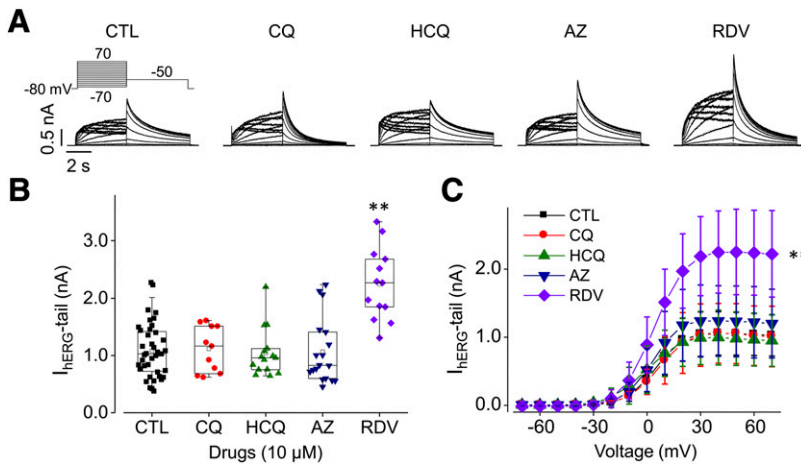 A
CTL CQ HCQ AZ RDV
70
-50
-80 mV
-70
0.5 nA
2 s
B
**
3.0
2.0
1.0
0.0
IhERG-tail (nA)
CTL CQ HCQ AZ RDV
Drugs (10 µM)
C
CTL
CQ
HCQ
AZ
RDV
**
2.0
1.0
0.0
IhERG-tail (nA)
-60 -30 0 30 60
Voltage (mV)